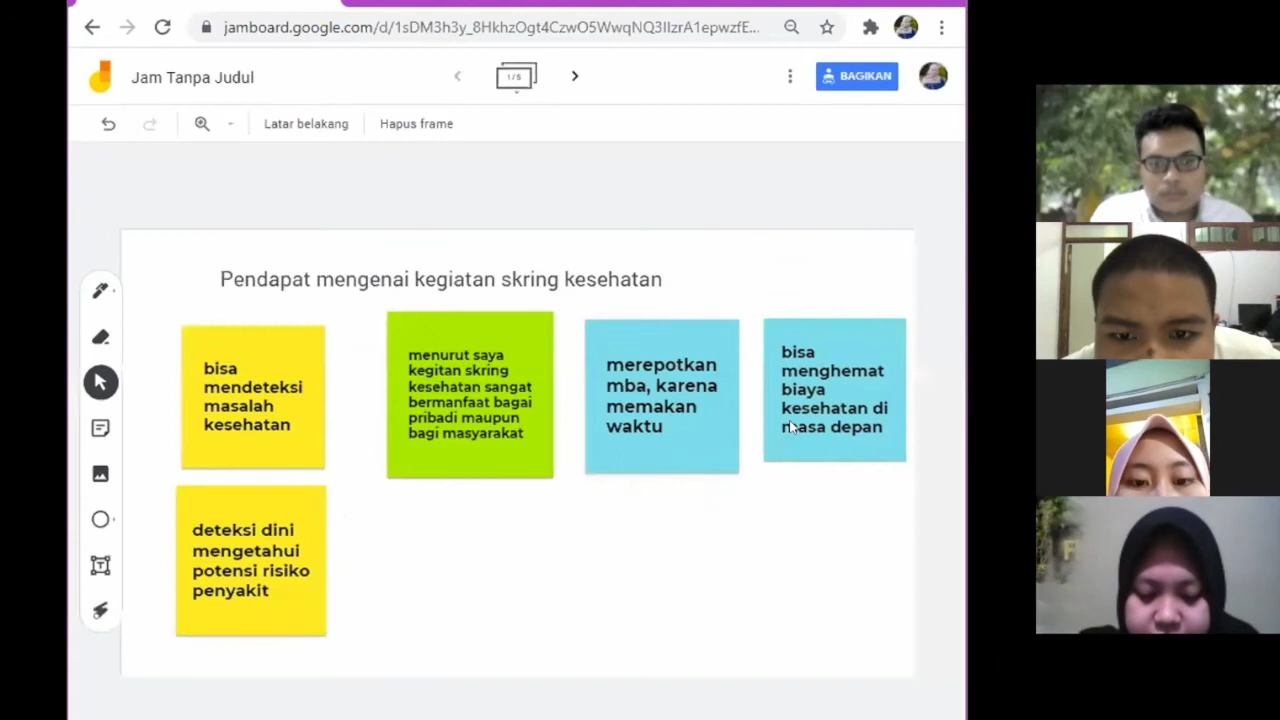 jamboard.google.com/d/1sDM3h3y_8HkhzOgt4CzwO5WwqNQ3IIzrA1epwzfE...
Jam Tanpa Judul
1/5
BAGIKAN
Latar belakang
Hapus frame
Pendapat mengenai kegiatan skring kesehatan
bisa
mendeteksi
masalah
kesehatan
menurut saya
kegitan skring
kesehatan sangat
bermanfaat bagai
pribadi maupun
bagi masyarakat
merepotkan
mba, karena
memakan
waktu
bisa
menghemat
biaya
kesehatan di
masa depan
deteksi dini
mengetahui
potensi risiko
penyakit